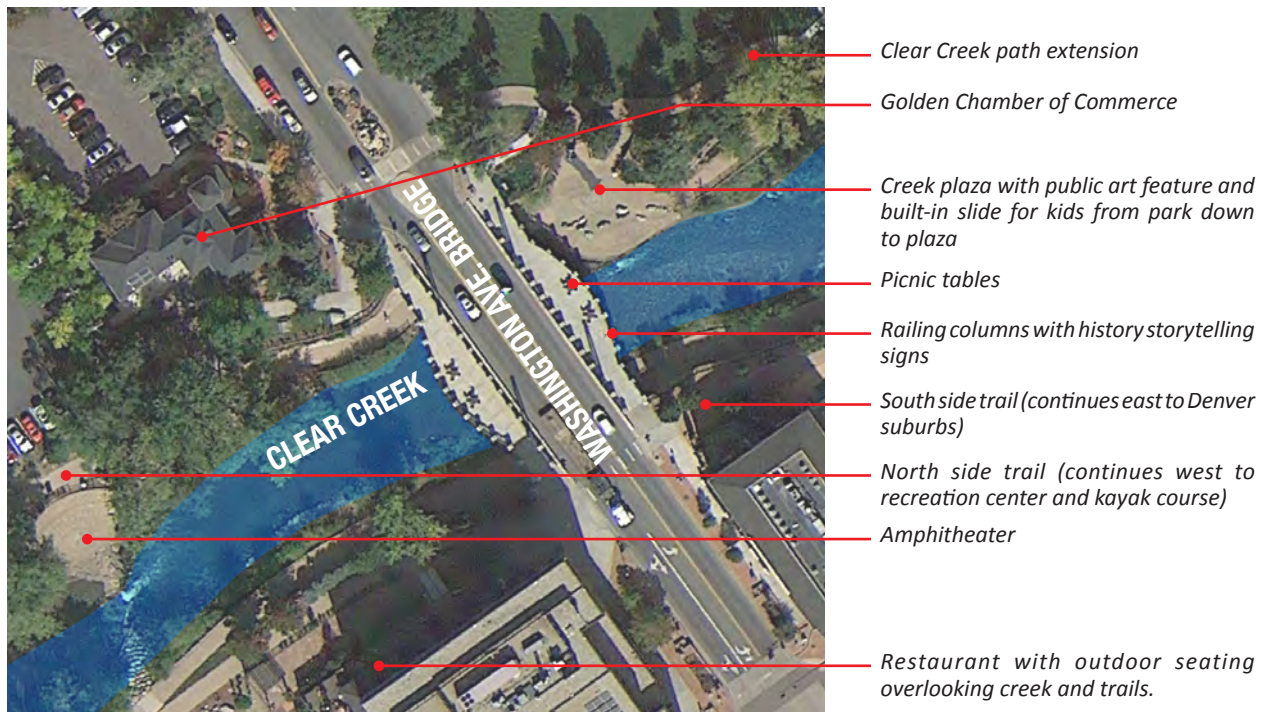 Clear Creek path extension
Golden Chamber of Commerce
Creek plaza with public art feature and
built-in slide for kids from park down
to plaza
Picnic tables
Railing columns with history storytelling
signs
South side trail (continues east to Denver
suburbs)
North side trail (continues west to
recreation center and kayak course)
Amphitheater
Restaurant with outdoor seating
overlooking creek and trails.
WASHINGTON AVE. BRIDGE
CLEAR CREEK